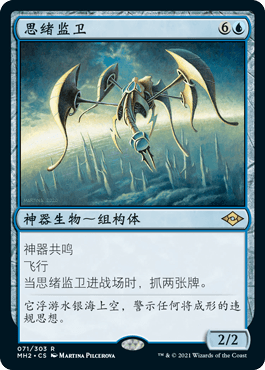 思绪监卫 6
神器生物～组构体
神器共鸣
飞行
当思绪监卫进战场时，抓两张牌。
它浮游水银海上空，警示任何将成形的违
规思想。
2/2
071/303 R
MH2 • CS Martina Pilcerova
™ & © 2021 Wizards of the Coast